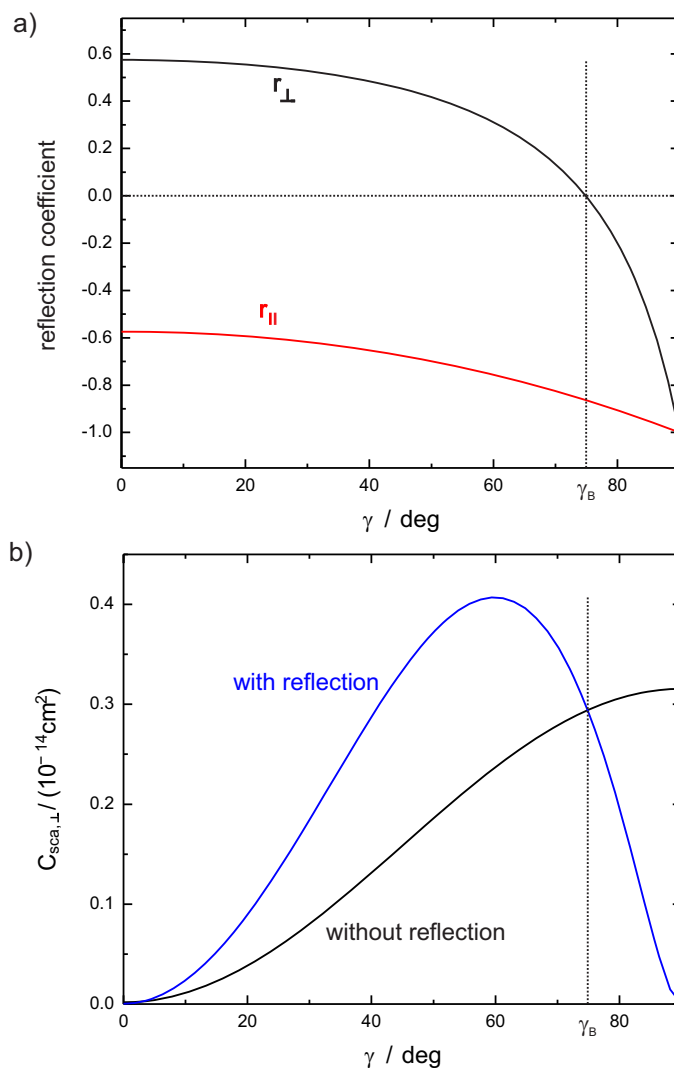 a)
0.6
0.4
0.2
0.0
-0.2
-0.4
-0.6
-0.8
-1.0
reflection coefficient
r⊥
r||
0 20 40 60 γB 80
γ / deg
b)
0.4
0.3
0.2
0.1
0.0
Csca,⊥ / (10⁻¹⁴cm²)
with reflection
without reflection
0 20 40 60 γB 80
γ / deg